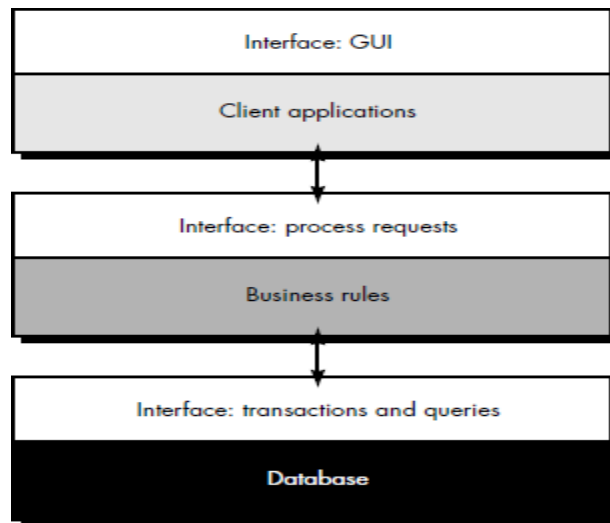 Interface: GUI
Client applications
Interface: process requests
Business rules
Interface: transactions and queries
Database